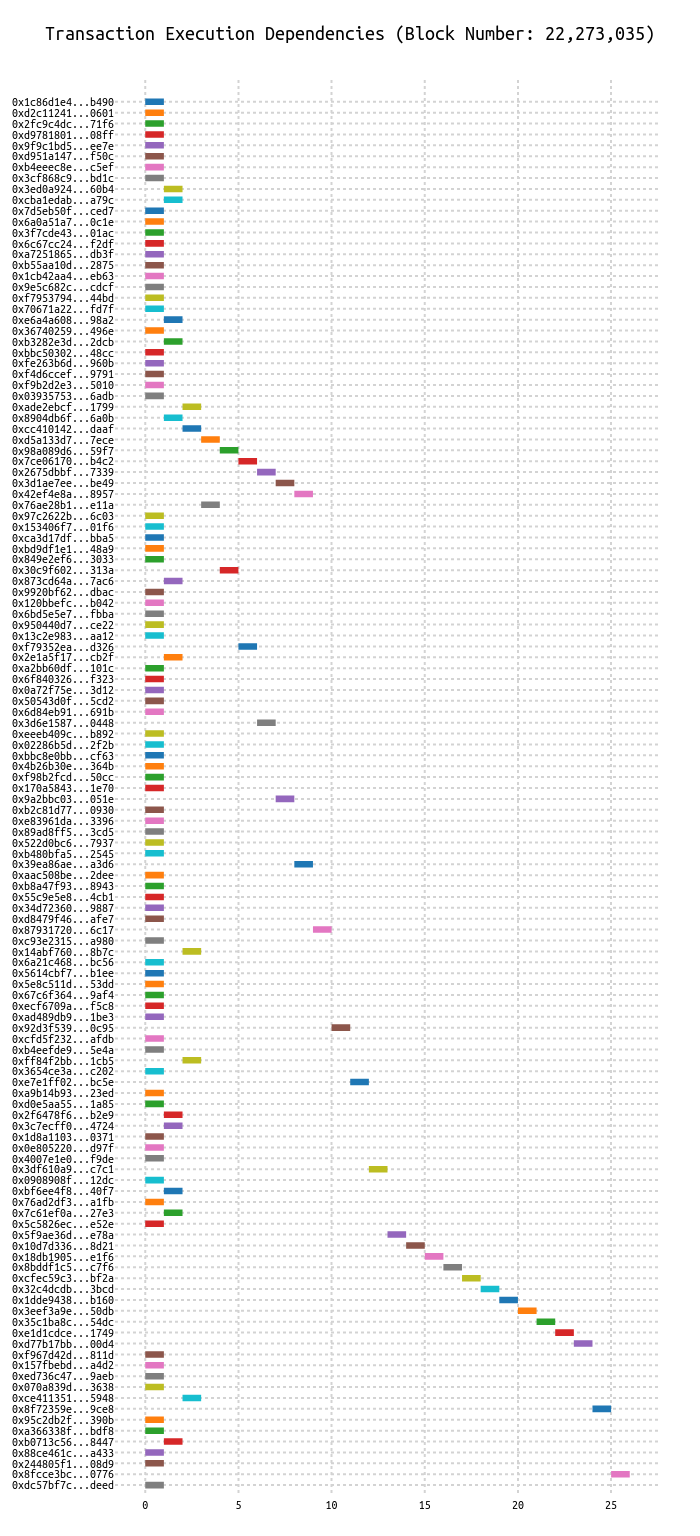 Transaction Execution Dependencies (Block Number: 22,273,035)
0x1c86d1e4...b490
0xd2c11241...0601
0x2fc9c4dc...71f6
0xd9781801...08ff
0x9f9c1bd5...ee7e
0xd951a147...f50c
0xb4eeec8e...c5ef
0x3cf868c9...bd1c
0x3ed0a924...60b4
0xcba1edab...a79c
0x7d5eb50f...ced7
0x6a0a51a7...0c1e
0x3f7cde43...01ac
0x6c67cc24...f2df
0xa7251865...db3f
0xb55aa10d...2875
0x1cb42aa4...eb63
0x9e5c682c...cdcf
0xf7953794...44bd
0x70671a22...fd7f
0xe6a4a608...98a2
0x36740259...496e
0xb3282e3d...2dcb
0xbbc50302...48cc
0xfe263b6d...960b
0xf4d6ccef...9791
0xf9b2d2e3...5010
0x03935753...6adb
0xade2ebcf...1799
0x8904db6f...6a0b
0xcc410142...daaf
0xd5a133d7...7ece
0x98a089d6...59f7
0x7ce06170...b4c2
0x2675dbbf...7339
0x3d1ae7ee...be49
0x42ef4e8a...8957
0x76ae28b1...e11a
0x97c2622b...6c03
0x153406f7...01f6
0xca3d17df...bba5
0xbd9df1e1...48a9
0x849e2ef6...3033
0x30c9f602...313a
0x873cd64a...7ac6
0x9920bf62...dbac
0x120bbefc...b042
0x6bd5e5e7...fbba
0x950440d7...ce22
0x13c2e983...aa12
0xf79352ea...d326
0x2e1a5f17...cb2f
0xa2bb60df...101c
0x6f840326...f323
0x0a72f75e...3d12
0x50543d0f...5cd2
0x6d84eb91...691b
0x3d6e1587...0448
0xeeeb409c...b892
0x02286b5d...2f2b
0xbbc8e0bb...cf63
0x4b26b30e...364b
0xf98b2fcd...50cc
0x170a5843...1e70
0x9a2bbc03...051e
0xb2c81d77...0930
0xe83961da...3396
0x89ad8ff5...3cd5
0x522d0bc6...7937
0xb480bfa5...2545
0x39ea86ae...a3d6
0xaac508be...2dee
0xb8a47f93...8943
0x55c9e5e8...4cb1
0x34d72360...9887
0xd8479f46...afe7
0x87931720...6c17
0xc93e2315...a980
0x14abf760...8b7c
0x6a21c468...bc56
0x5614cbf7...b1ee
0x5e8c511d...53dd
0x67c6f364...9af4
0xecf6709a...f5c8
0xad489db9...1be3
0x92d3f539...0c95
0xcfd5f232...afdb
0xb4eefde9...5e4a
0xff84f2bb...1cb5
0x3654ce3a...c202
0xe7e1ff02...bc5e
0xa9b14b93...23ed
0xd0e5aa55...1a85
0x2f6478f6...b2e9
0x3c7ecff0...4724
0x1d8a1103...0371
0x0e805220...d97f
0x4007e1e0...f9de
0x3df610a9...c7c1
0x0908908f...12dc
0xbf6ee4f8...40f7
0x76ad2df3...a1fb
0x7c61ef0a...27e3
0x5c5826ec...e52e
0x5f9ae36d...e78a
0x10d7d336...8d21
0x18db1905...e1f6
0x8bddf1c5...c7f6
0xcfec59c3...bf2a
0x32c4dcdb...3bcd
0x1dde9438...b160
0x3eef3a9e...50db
0x35c1ba8c...54dc
0xe1d1cdce...1749
0xd77b17bb...00d4
0xf967d42d...811d
0x157fbebd...a4d2
0xed736c47...9aeb
0x070a839d...3638
0xce411351...5948
0x8f72359e...9ce8
0x95c2db2f...390b
0xa366338f...bdf8
0xb0713c56...8447
0x88ce461c...a433
0x244805f1...08d9
0x8fcce3bc...0776
0xdc57bf7c...deed
0 5 10 15 20 25